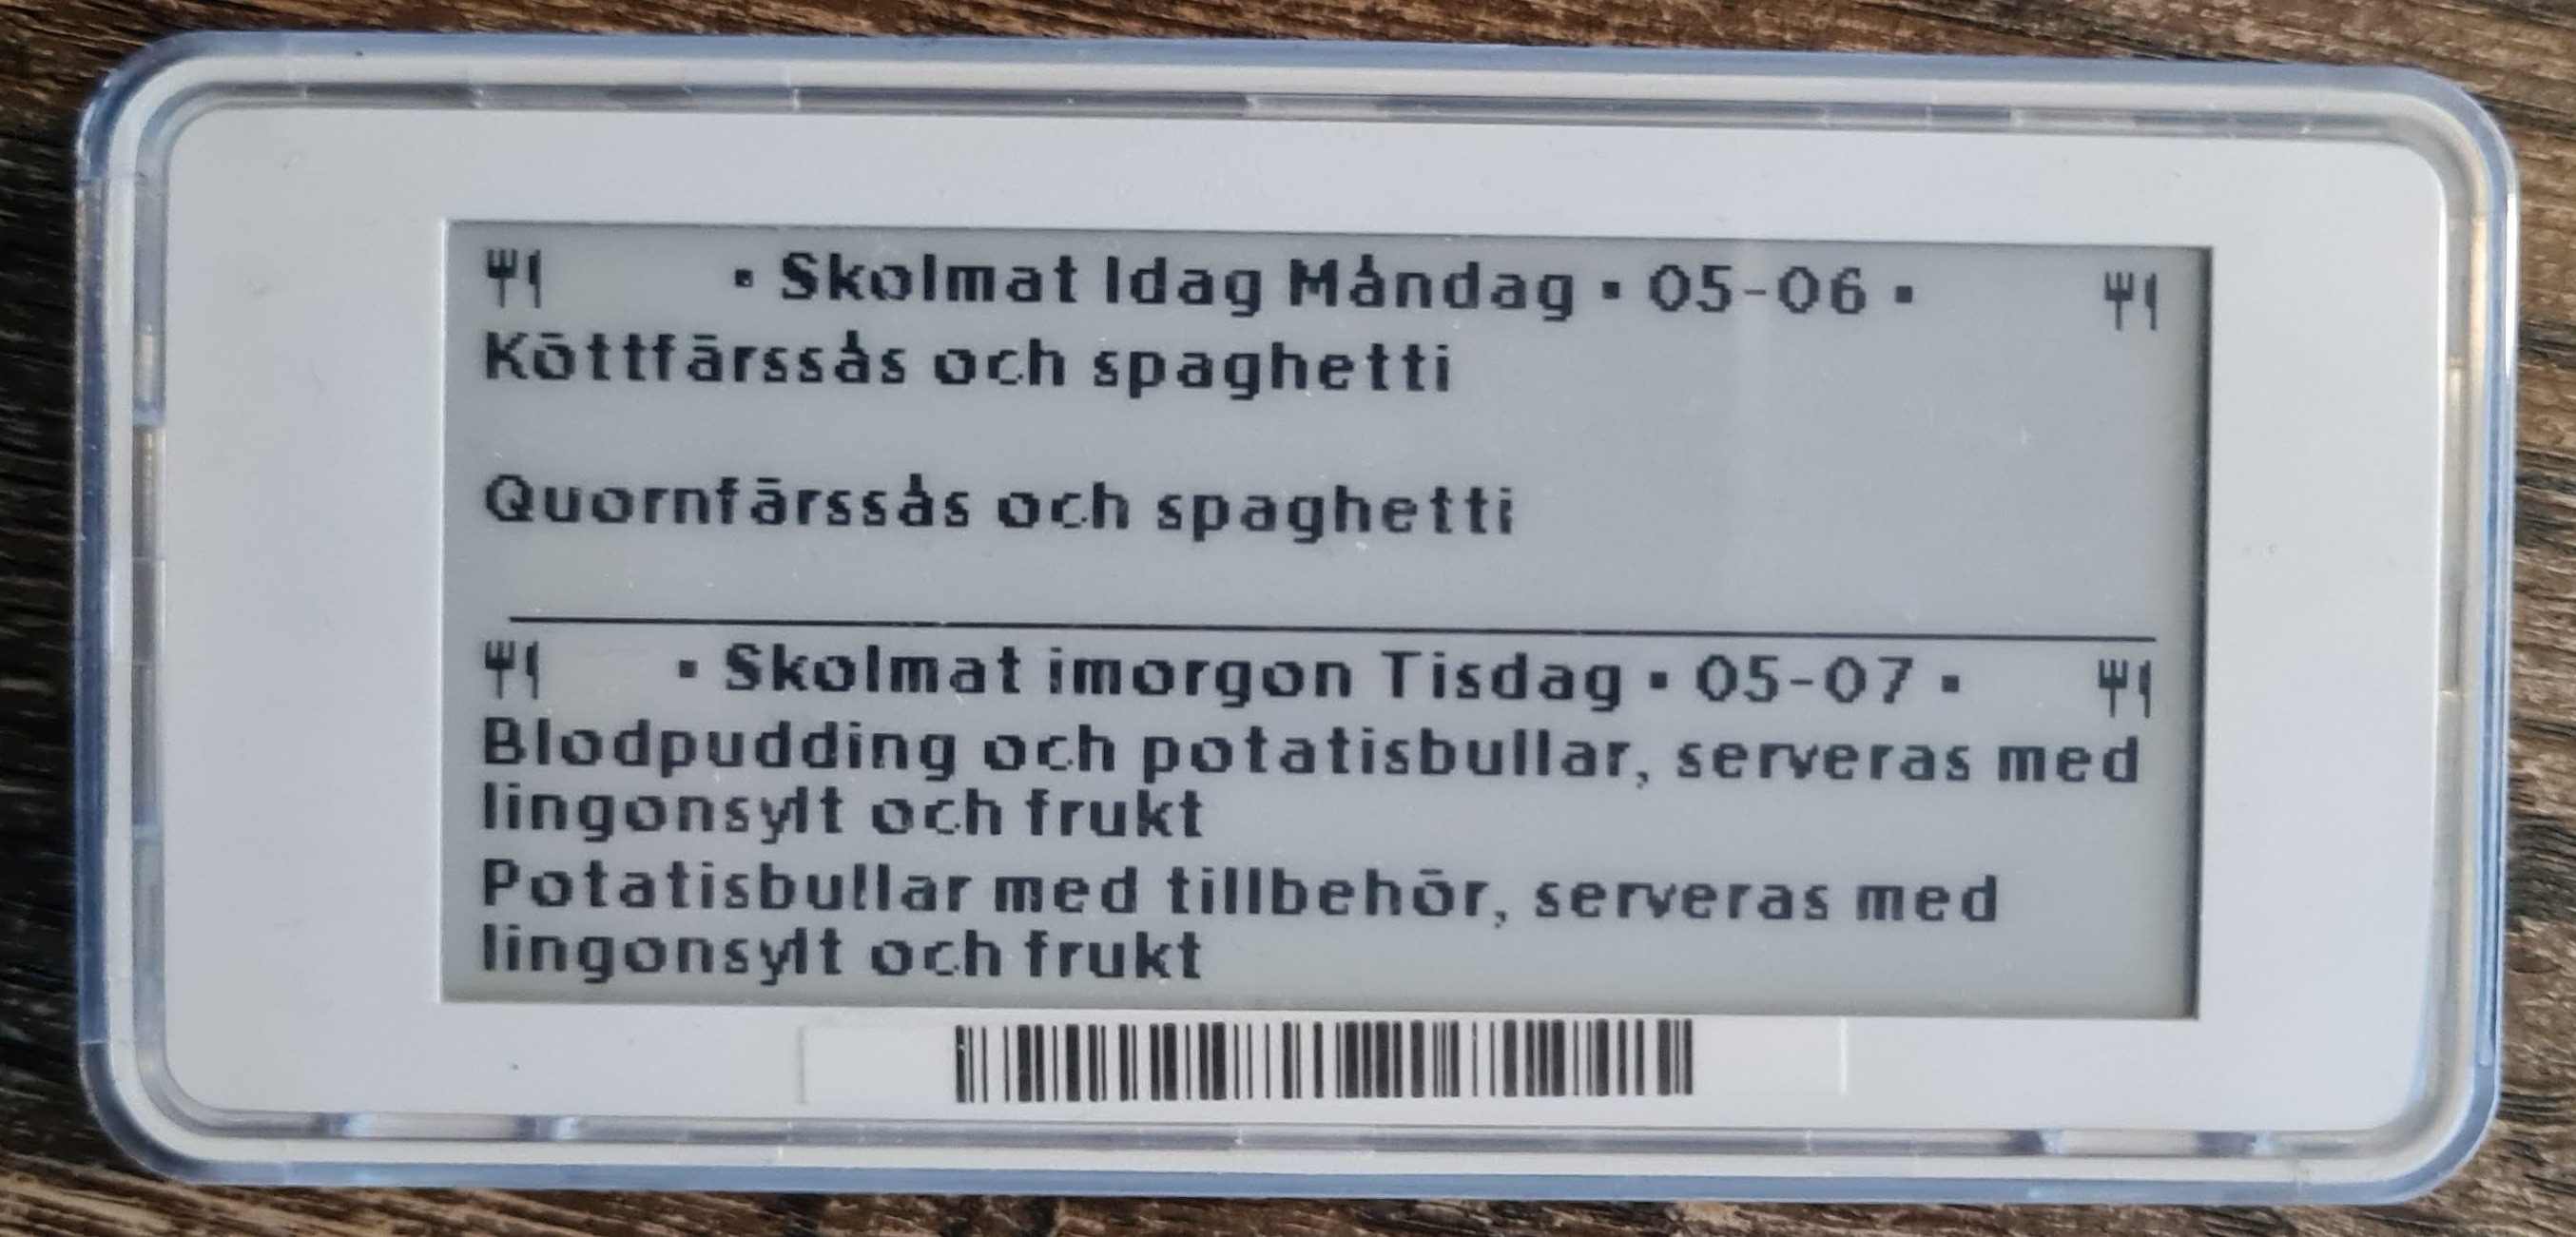 ▪ Skolmat Idag Måndag ▪ 05-06 ▪
Köttfärssås och spaghetti
Quornfärssås och spaghetti
▪ Skolmat imorgon Tisdag ▪ 05-07 ▪
Blodpudding och potatisbullar, serveras med
lingonsylt och frukt
Potatisbullar med tillbehör, serveras med
lingonsylt och frukt